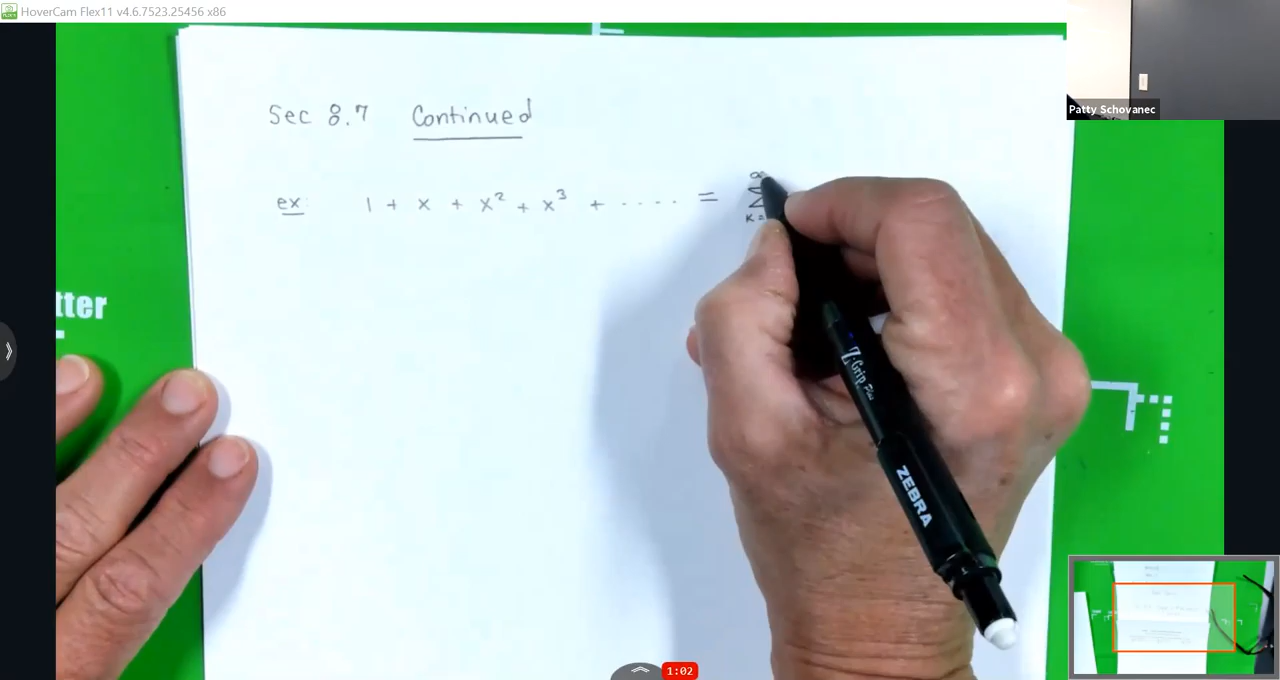 HoverCam Flex11 v4.6.7523.25456 x86
Patty Schovanec
Sec 8.7 Continued
ex: 1 + x + x² + x³ + ···· = ∑
∞
K =
tter
Z-Grip
ZEBRA
1:02